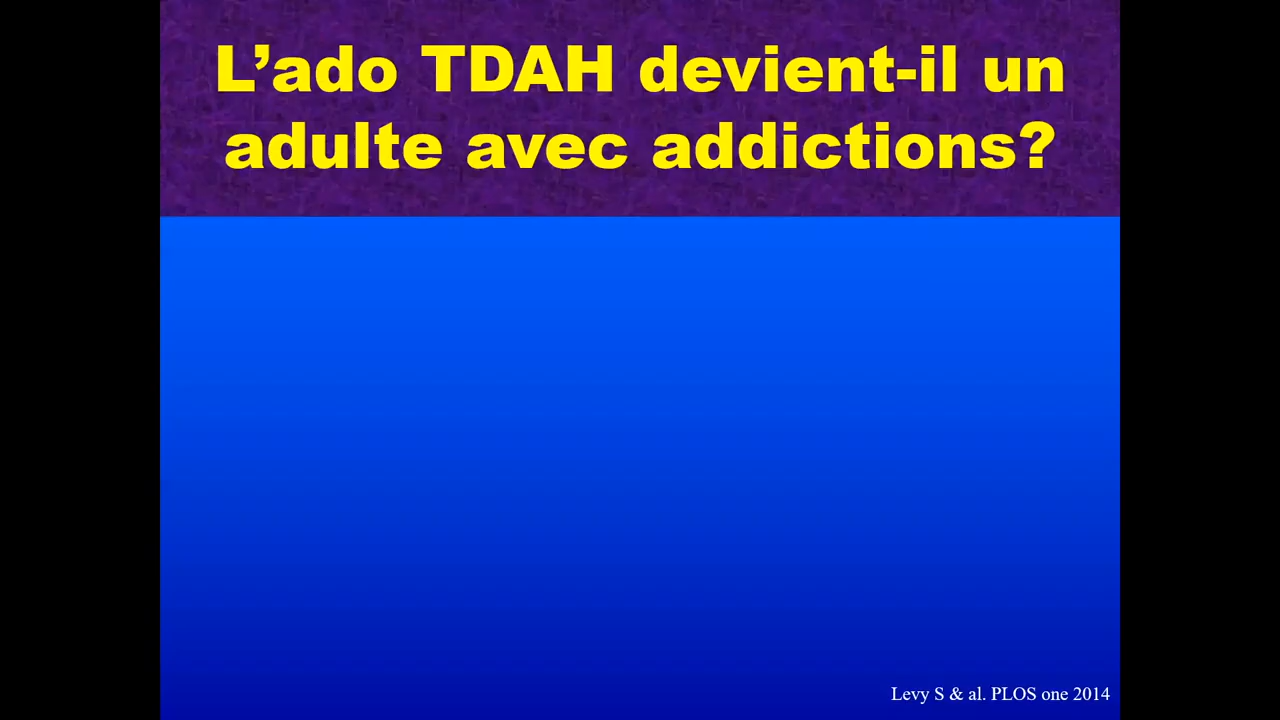 L’ado TDAH devient-il un
adulte avec addictions?
Levy S & al. PLOS one 2014